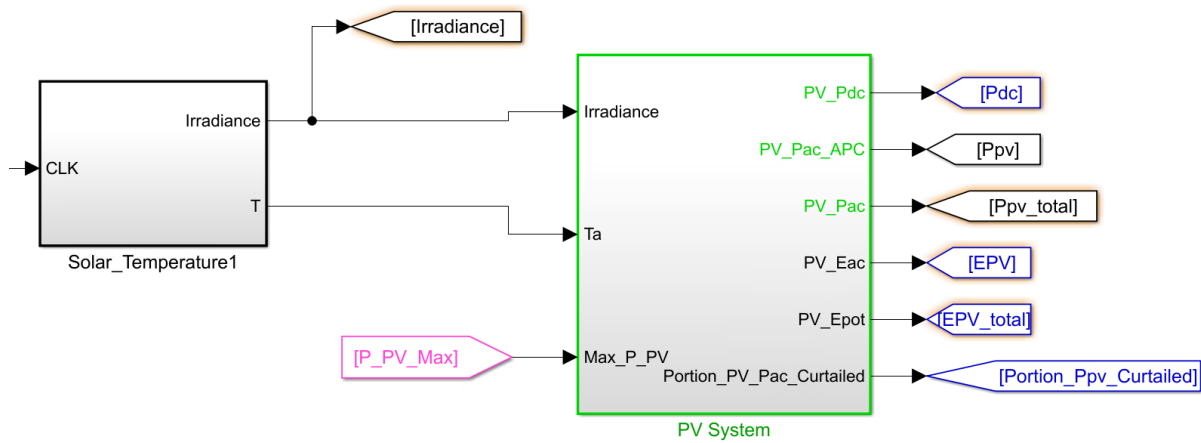 [Irradiance]
CLK
Irradiance
T
Solar_Temperature1
[P_PV_Max]
Irradiance
Ta
Max_P_PV
PV_Pdc
PV_Pac_APC
PV_Pac
PV_Eac
PV_Epot
Portion_PV_Pac_Curtailed
PV System
[Pdc]
[Ppv]
[Ppv_total]
[EPV]
[EPV_total]
[Portion_Ppv_Curtailed]